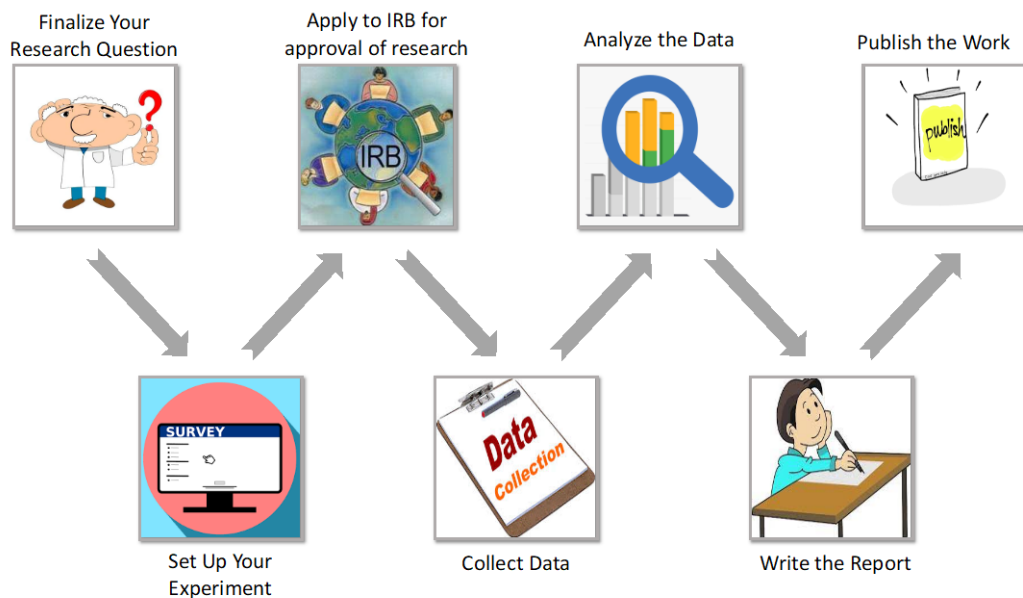 Finalize Your
Research Question
Apply to IRB for
approval of research
Analyze the Data
Publish the Work
?
IRB
publish
SURVEY
Data
Collection
Set Up Your
Experiment
Collect Data
Write the Report